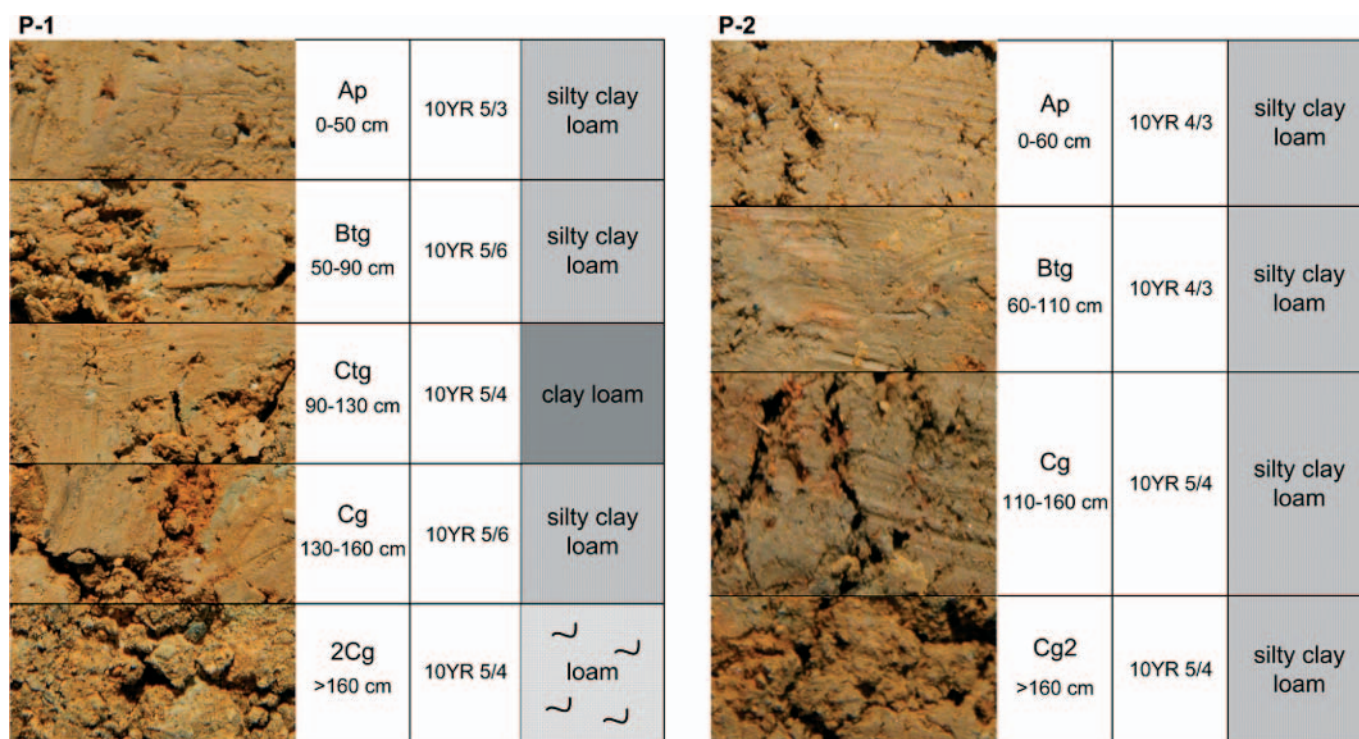 P-1
Ap
0-50 cm
10YR 5/3
silty clay
loam
Btg
50-90 cm
10YR 5/6
silty clay
loam
Ctg
90-130 cm
10YR 5/4
clay loam
Cg
130-160 cm
10YR 5/6
silty clay
loam
2Cg
>160 cm
10YR 5/4
loam
P-2
Ap
0-60 cm
10YR 4/3
silty clay
loam
Btg
60-110 cm
10YR 4/3
silty clay
loam
Cg
110-160 cm
10YR 5/4
silty clay
loam
Cg2
>160 cm
10YR 5/4
silty clay
loam